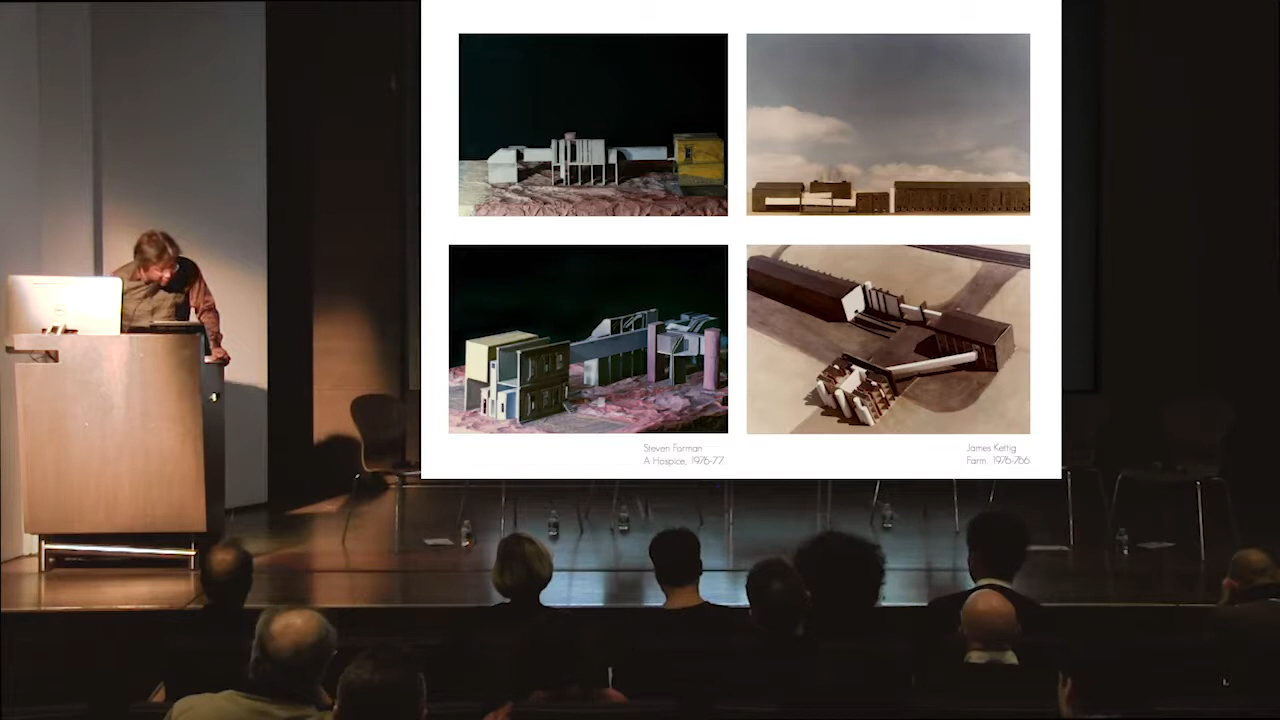 Steven Forman
A Hospice, 1976-77
James Kettig
Farm. 1976-766